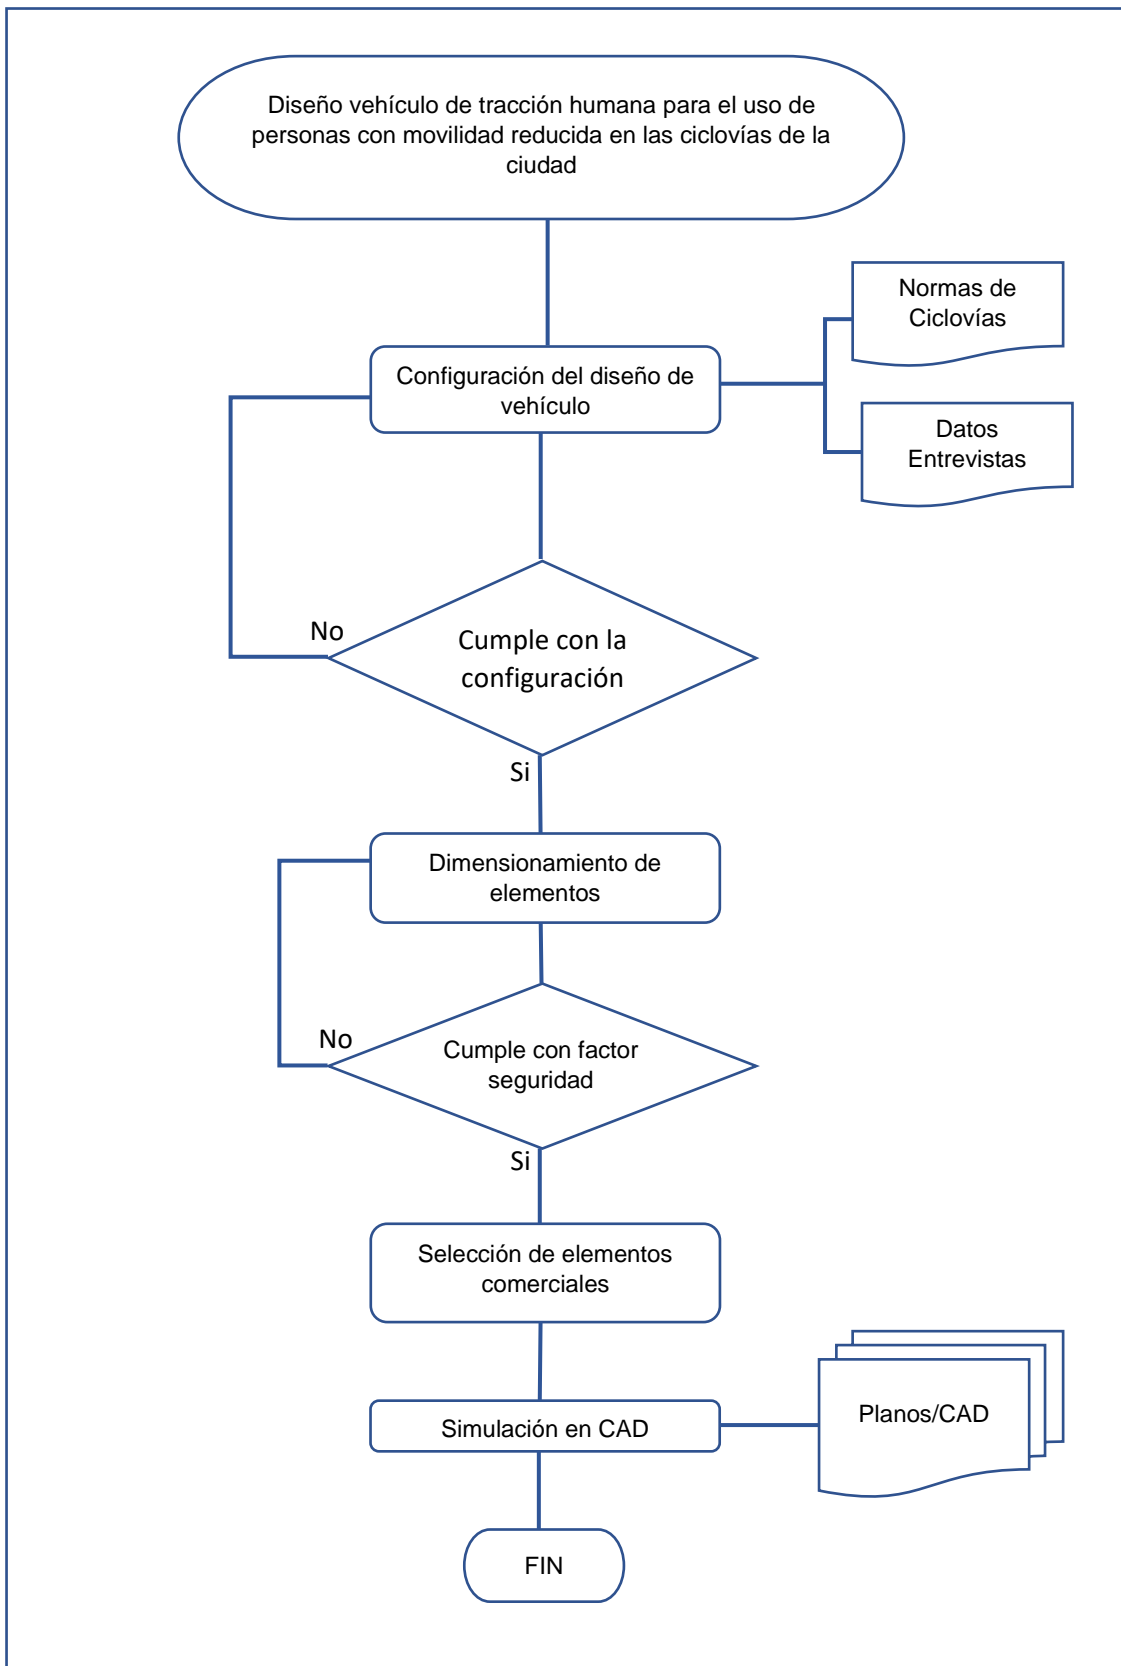 Diseño vehículo de tracción humana para el uso de
personas con movilidad reducida en las ciclovías de la
ciudad
Normas de
Ciclovías
Configuración del diseño de
vehículo
Datos
Entrevistas
No
Cumple con la
configuración
Si
Dimensionamiento de
elementos
No
Cumple con factor
seguridad
Si
Selección de elementos
comerciales
Simulación en CAD
Planos/CAD
FIN